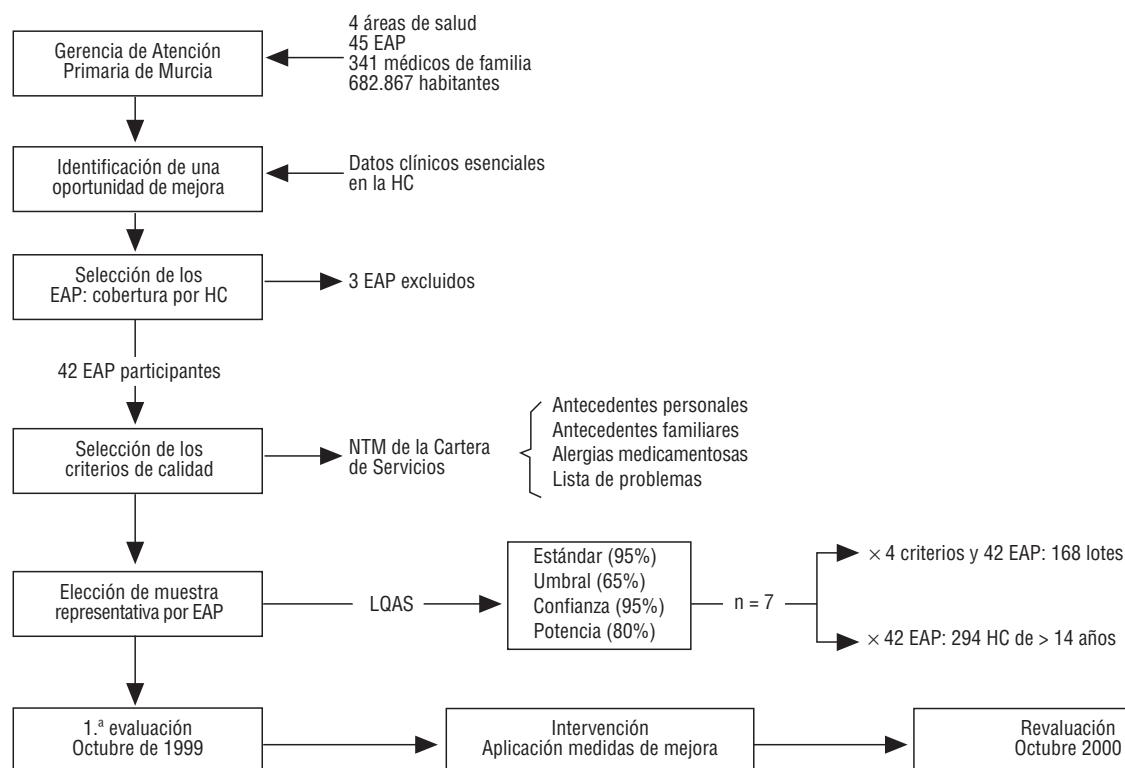 4 áreas de salud
45 EAP
341 médicos de familia
682.867 habitantes
Gerencia de Atención
Primaria de Murcia
Identificación de una
oportunidad de mejora
Datos clínicos esenciales
en la HC
Selección de los
EAP: cobertura por HC
3 EAP excluidos
42 EAP participantes
Selección de los
criterios de calidad
NTM de la Cartera
de Servicios
Antecedentes personales
Antecedentes familiares
Alergias medicamentosas
Lista de problemas
Elección de muestra
representativa por EAP
LQAS
Estándar (95%)
Umbral (65%)
Confianza (95%)
Potencia (80%)
n = 7
× 4 criterios y 42 EAP: 168 lotes
× 42 EAP: 294 HC de > 14 años
1.ª evaluación
Octubre de 1999
Intervención
Aplicación medidas de mejora
Revaluación
Octubre 2000